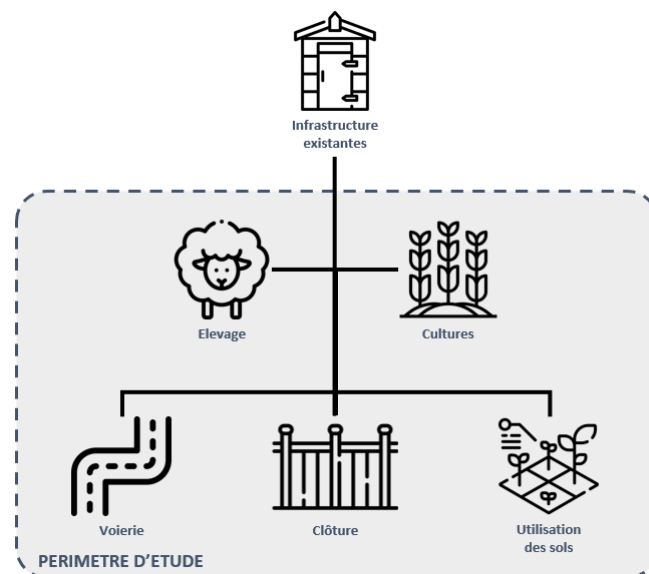 Infrastructure
existantes
Elevage
Cultures
Voierie
Clôture
Utilisation
des sols
PERIMETRE D'ETUDE